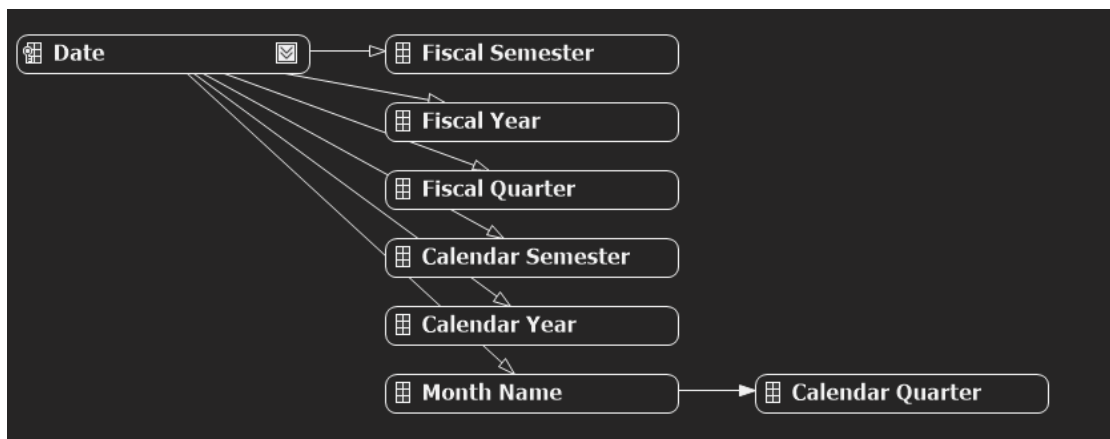 Date
Fiscal Semester
Fiscal Year
Fiscal Quarter
Calendar Semester
Calendar Year
Month Name
Calendar Quarter